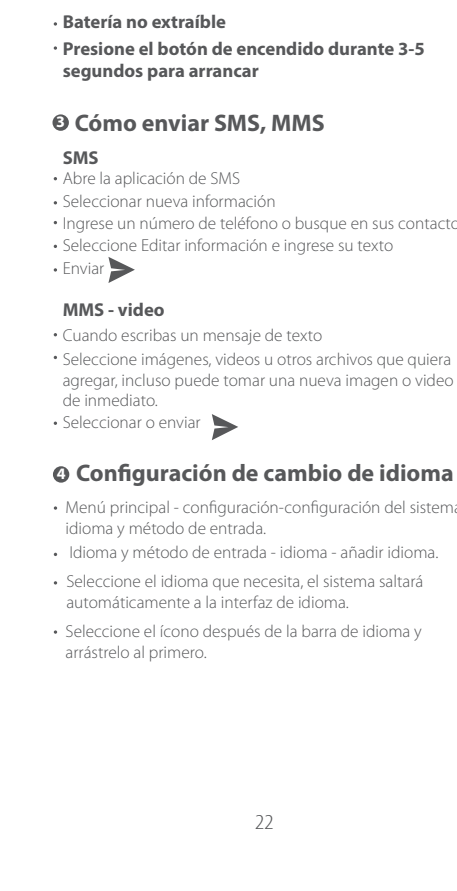 • Batería no extraíble
• Presione el botón de encendido durante 3-5
segundos para arrancar
❸ Cómo enviar SMS, MMS
SMS
• Abre la aplicación de SMS
• Seleccionar nueva información
• Ingrese un número de teléfono o busque en sus contacto
• Seleccione Editar información e ingrese su texto
• Enviar
MMS - video
• Cuando escribas un mensaje de texto
• Seleccione imágenes, videos u otros archivos que quiera
agregar, incluso puede tomar una nueva imagen o video
de inmediato.
• Seleccionar o enviar
❹ Configuración de cambio de idioma
• Menú principal - configuración-configuración del sistema
idioma y método de entrada.
• Idioma y método de entrada - idioma - añadir idioma.
• Seleccione el idioma que necesita, el sistema saltará
automáticamente a la interfaz de idioma.
• Seleccione el ícono después de la barra de idioma y
arrástrelo al primero.
22